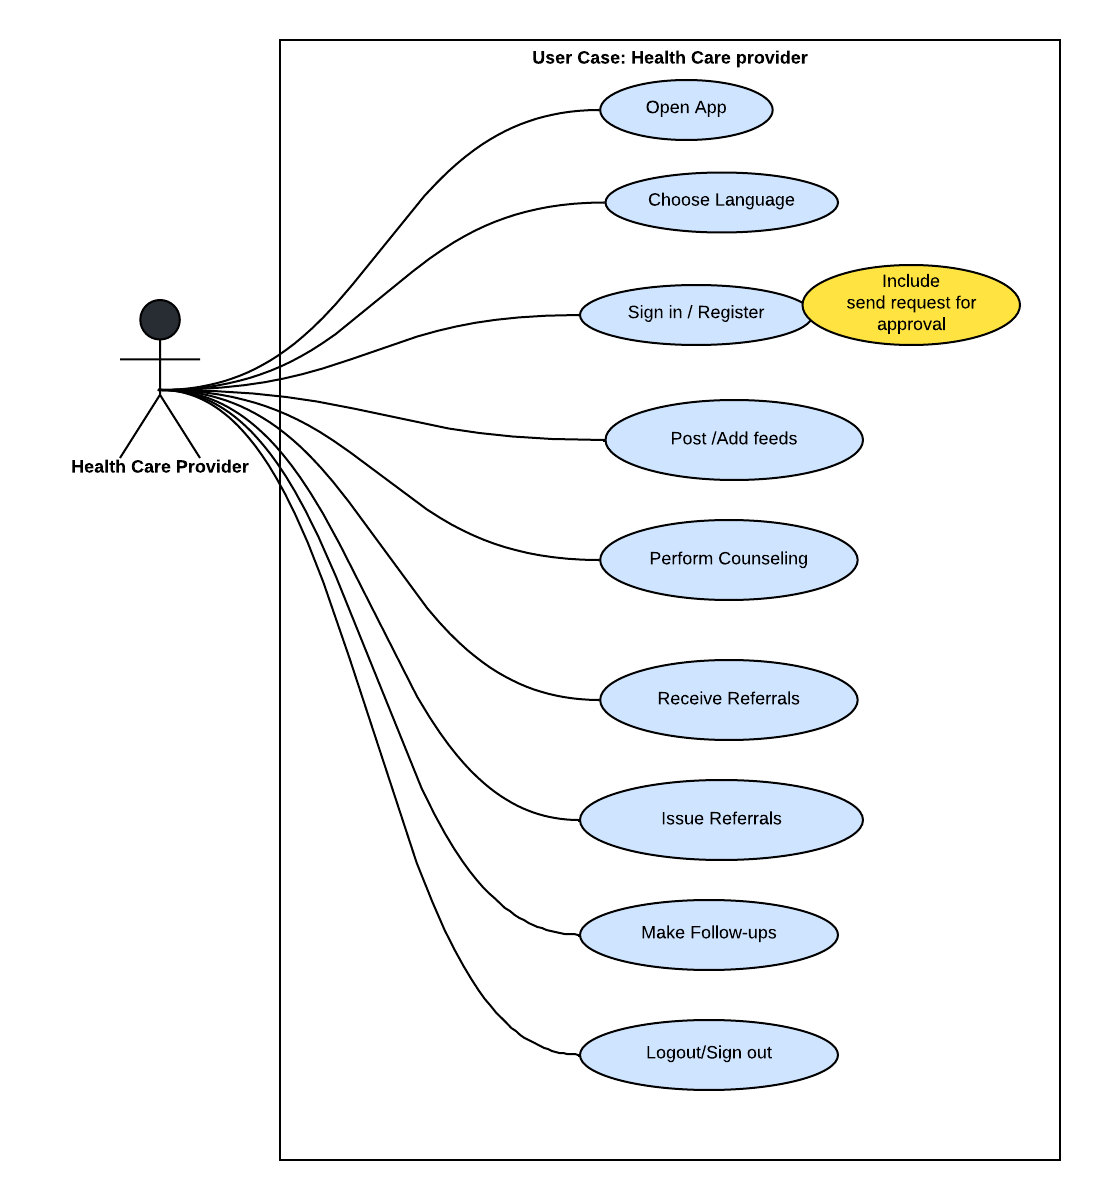 User Case: Health Care provider
Open App
Choose Language
Sign in / Register
Include
send request for
approval
Health Care Provider
Post /Add feeds
Perform Counseling
Receive Referrals
Issue Referrals
Make Follow-ups
Logout/Sign out